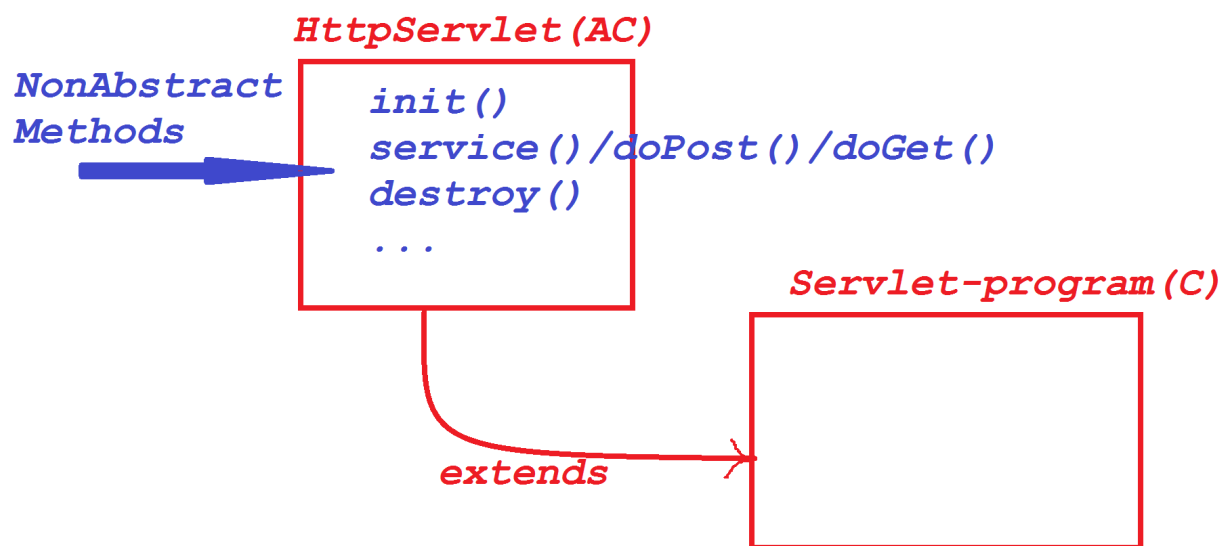 HttpServlet(AC)
NonAbstract
Methods
init()
service()/doPost()/doGet()
destroy()
...
Servlet-program(C)
extends